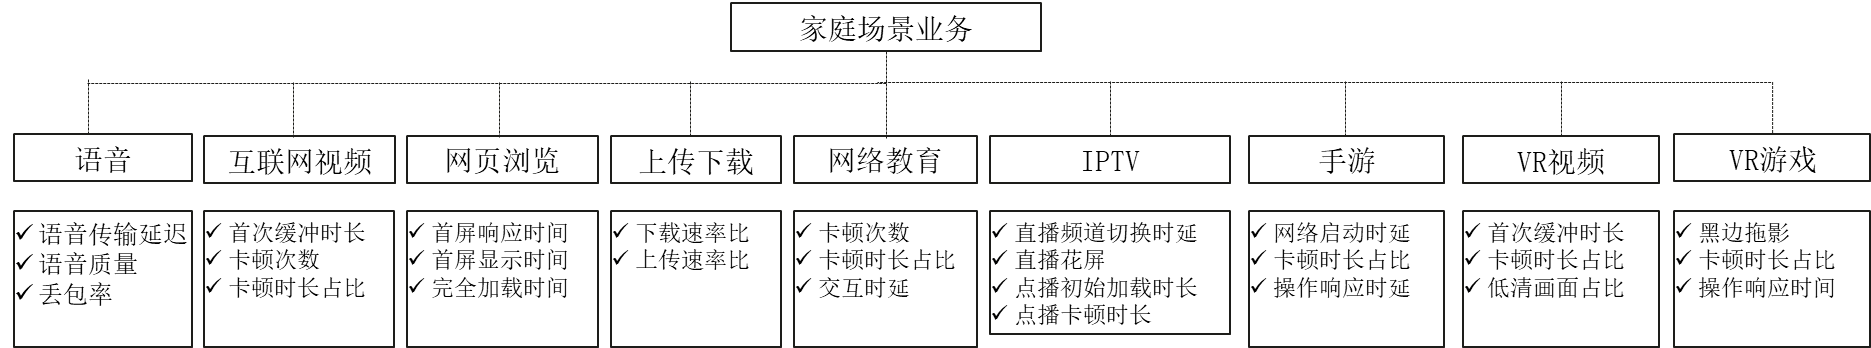 家庭场景业务
语音
互联网视频
网页浏览
上传下载
网络教育
IPTV
手游
VR视频
VR游戏
✓语音传输延迟
✓语音质量
✓丢包率
✓首次缓冲时长
✓卡顿次数
✓卡顿时长占比
✓首屏响应时间
✓首屏显示时间
✓完全加载时间
✓下载速率比
✓上传速率比
✓卡顿次数
✓卡顿时长占比
✓交互时延
✓直播频道切换时延
✓直播花屏
✓点播初始加载时长
✓点播卡顿时长
✓网络启动时延
✓卡顿时长占比
✓操作响应时延
✓首次缓冲时长
✓卡顿时长占比
✓低清画面占比
✓黑边拖影
✓卡顿时长占比
✓操作响应时间